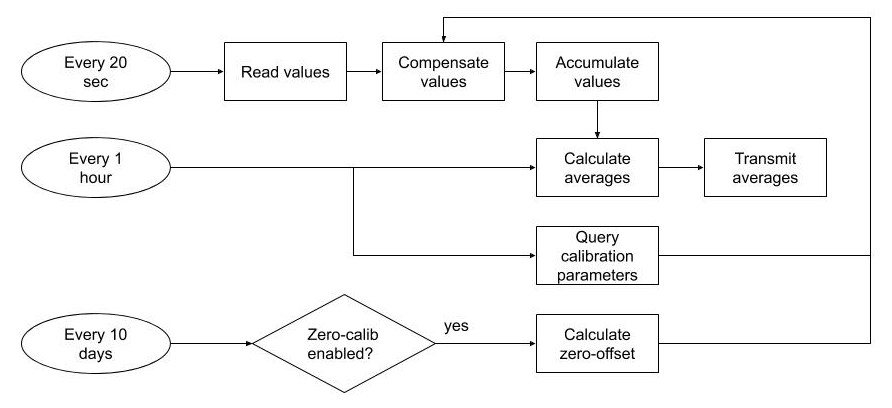 Every 20
sec
Read values
Compensate
values
Accumulate
values
Every 1
hour
Calculate
averages
Transmit
averages
Query
calibration
parameters
Every 10
days
Zero-calib
enabled?
yes
Calculate
zero-offset